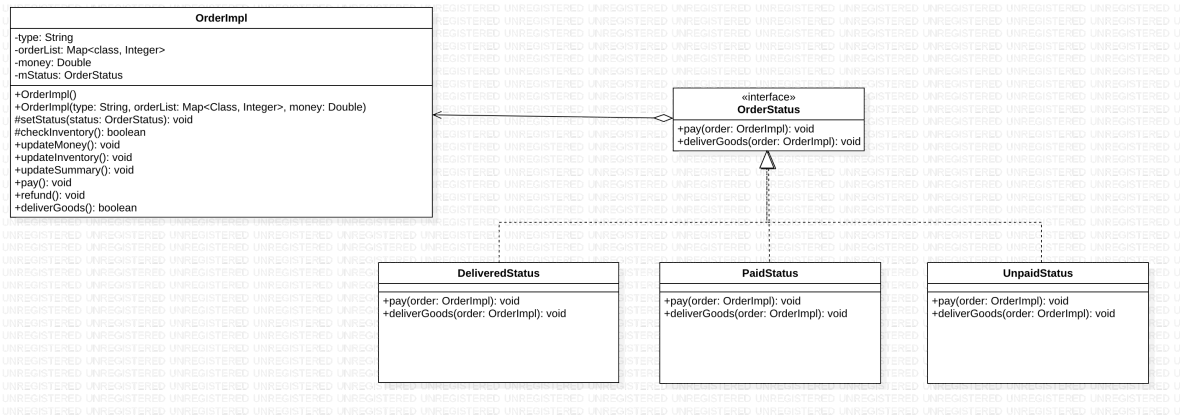 OrderImpl
-type: String
-orderList: Map<class, Integer>
-money: Double
-mStatus: OrderStatus
+OrderImpl()
+OrderImpl(type: String, orderList: Map<Class, Integer>, money: Double)
#setStatus(status: OrderStatus): void
#checkInventory(): boolean
+updateMoney(): void
+updateInventory(): void
+updateSummary(): void
+pay(): void
+refund(): void
+deliverGoods(): boolean
«interface»
OrderStatus
+pay(order: OrderImpl): void
+deliverGoods(order: OrderImpl): void
DeliveredStatus
+pay(order: OrderImpl): void
+deliverGoods(order: OrderImpl): void
PaidStatus
+pay(order: OrderImpl): void
+deliverGoods(order: OrderImpl): void
UnpaidStatus
+pay(order: OrderImpl): void
+deliverGoods(order: OrderImpl): void
UNREGISTERED